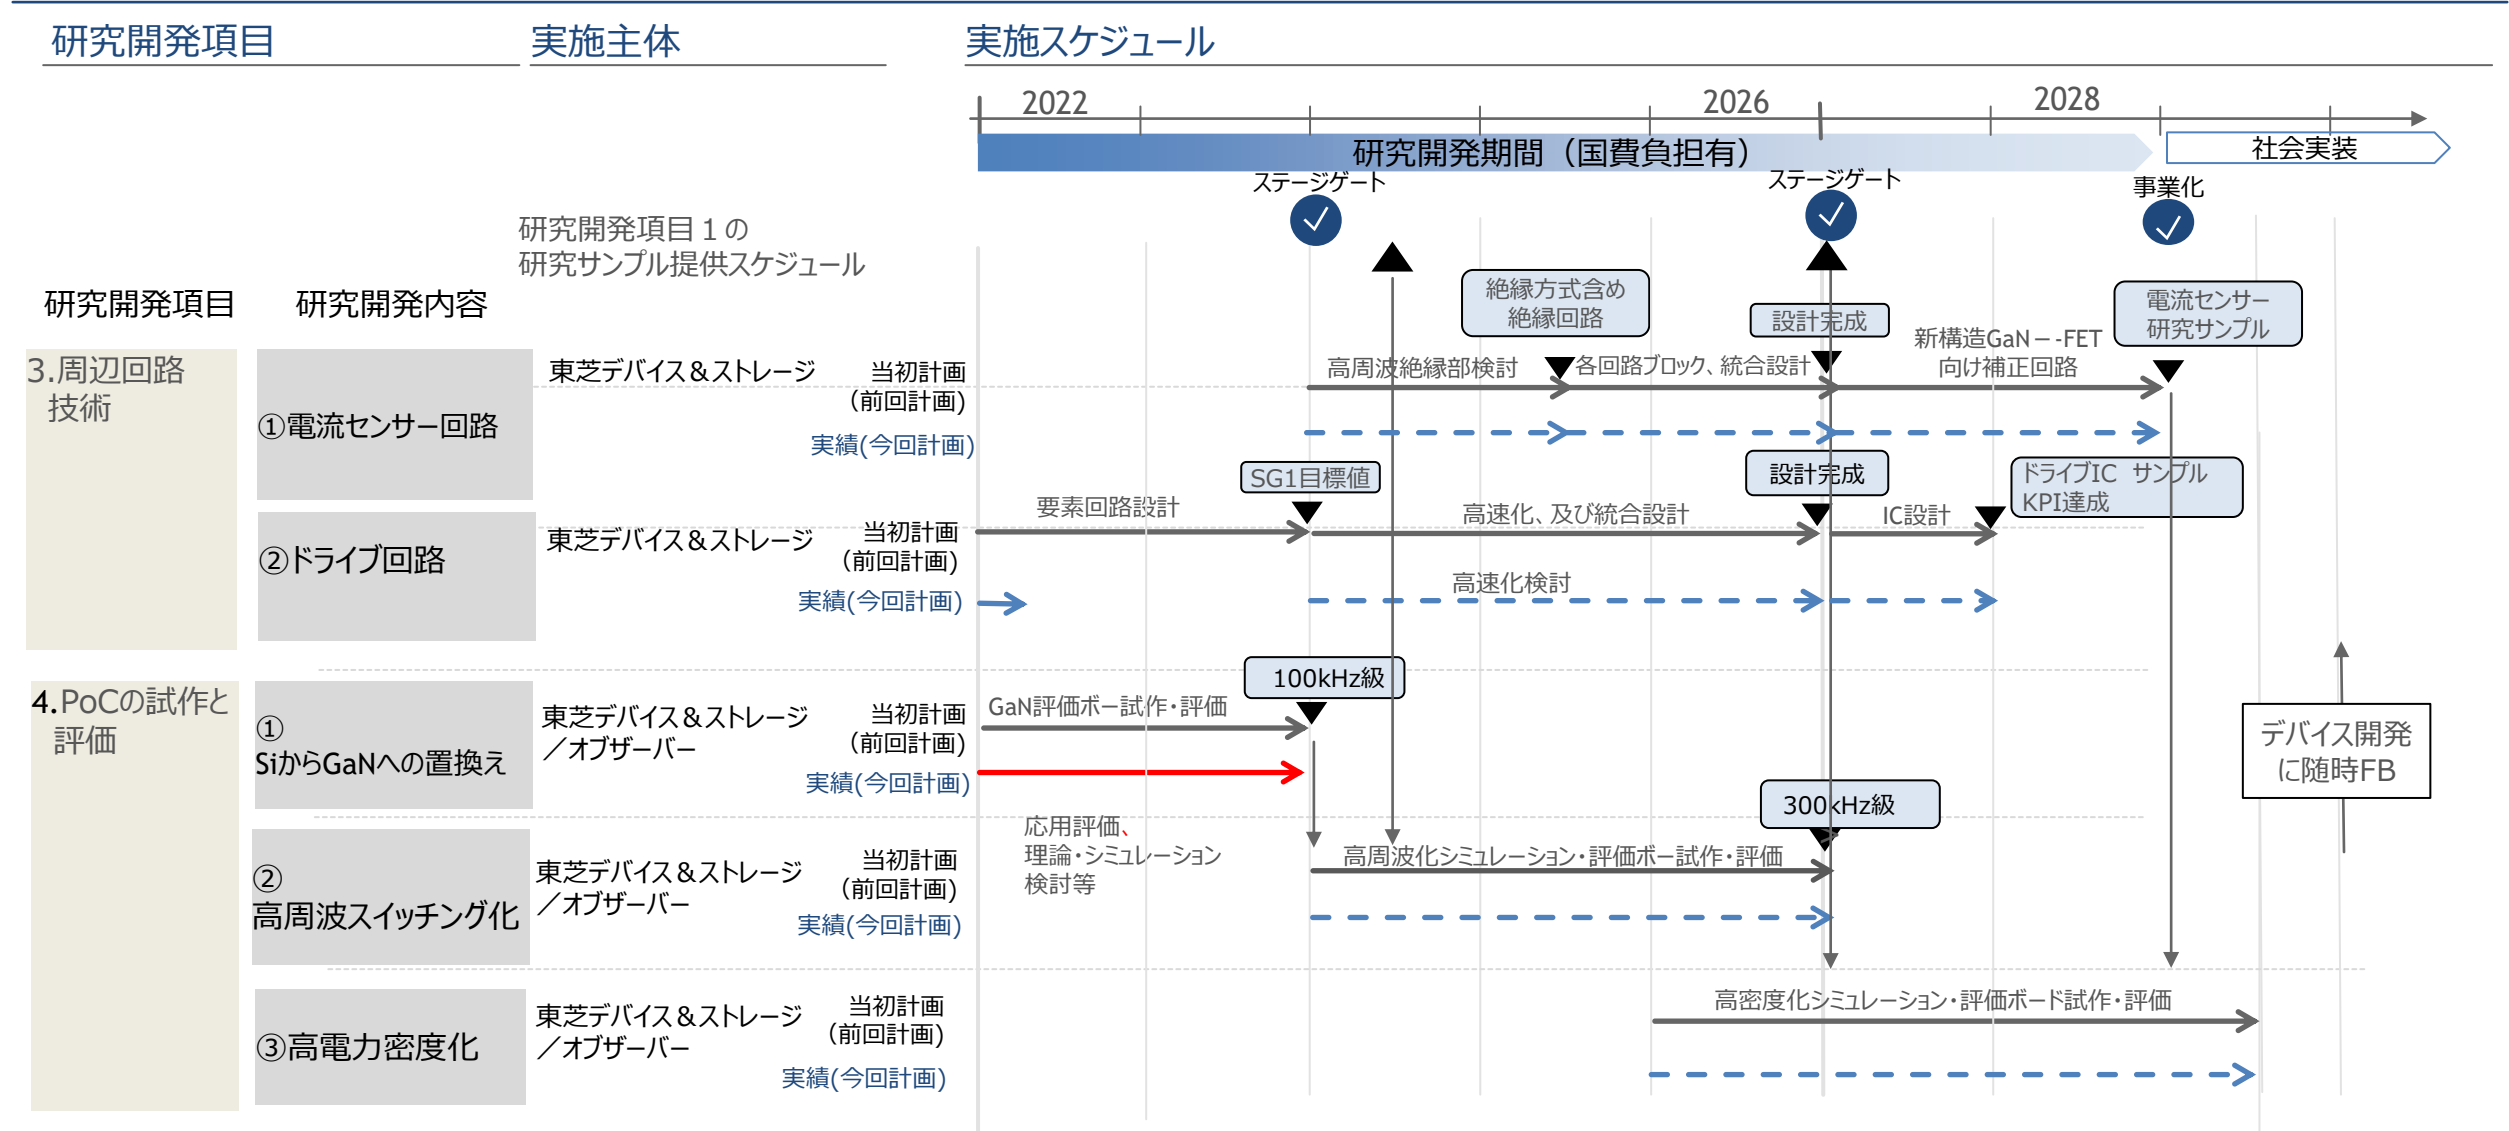 研究開発項目
実施主体
実施スケジュール
2022
2026
2028
研究開発期間（国費負担有）
社会実装
ステージゲート
ステージゲート
事業化
研究開発項目１の
研究サンプル提供スケジュール
研究開発項目
研究開発内容
絶縁方式含め
絶縁回路
設計完成
電流センサー
研究サンプル
3.周辺回路
技術
①電流センサー回路
東芝デバイス＆ストレージ
当初計画
（前回計画)
実績(今回計画)
高周波絶縁部検討
各回路ブロック、統合設計
新構造GaN－-FET
向け補正回路
SG1目標値
設計完成
ドライブIC　サンプル
KPI達成
②ドライブ回路
東芝デバイス＆ストレージ
当初計画
（前回計画)
実績(今回計画)
要素回路設計
高速化、及び統合設計
IC設計
高速化検討
4.PoCの試作と
評価
①
SiからGaNへの置換え
東芝デバイス＆ストレージ
／オブザーバー
当初計画
（前回計画)
実績(今回計画)
GaN評価ボー試作・評価
100kHz級
デバイス開発
に随時FB
300kHz級
応用評価、
理論・シミュレーション
検討等
②
高周波スイッチング化
東芝デバイス＆ストレージ
／オブザーバー
当初計画
（前回計画)
実績(今回計画)
高周波化シミュレーション・評価ボー試作・評価
③高電力密度化
東芝デバイス＆ストレージ
／オブザーバー
当初計画
（前回計画)
実績(今回計画)
高密度化シミュレーション・評価ボード試作・評価